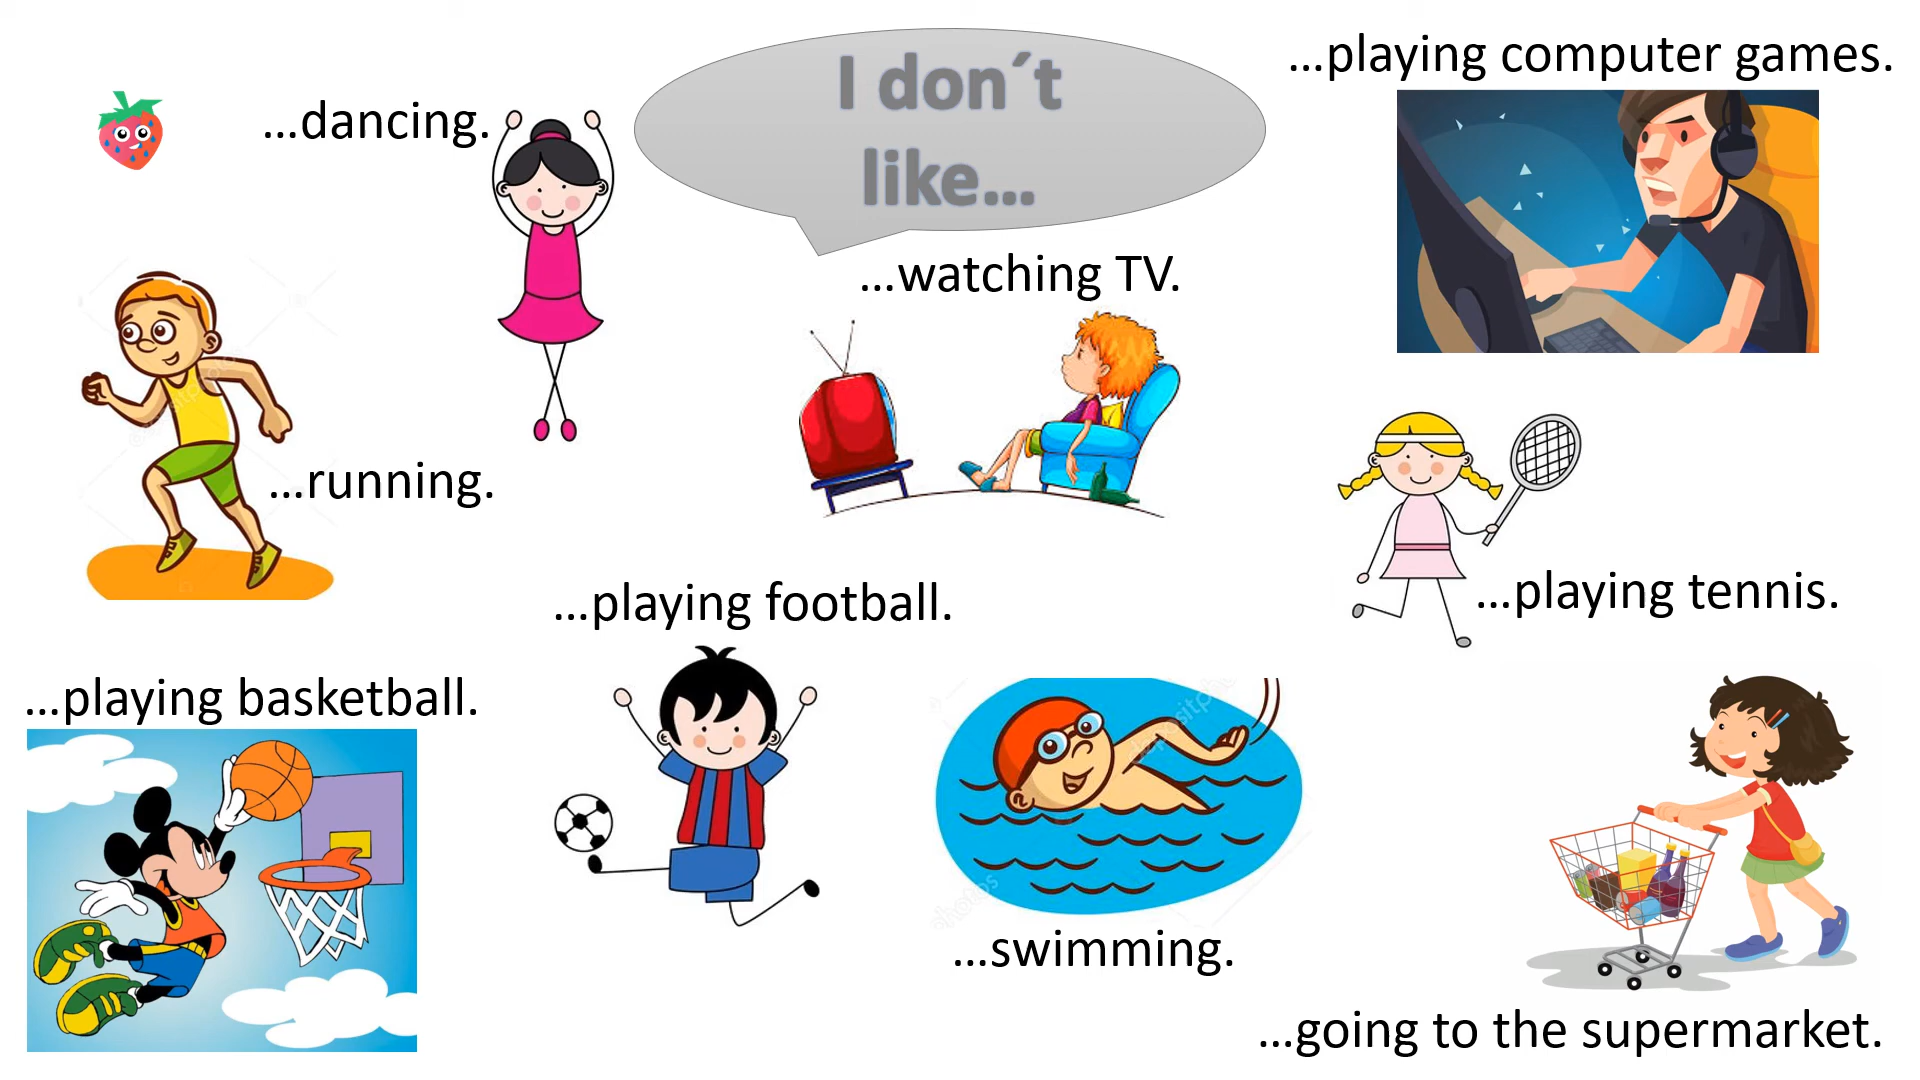 I don´t
like...
...playing computer games.
...dancing.
...watching TV.
...running.
...playing football.
...playing tennis.
...playing basketball.
...swimming.
...going to the supermarket.